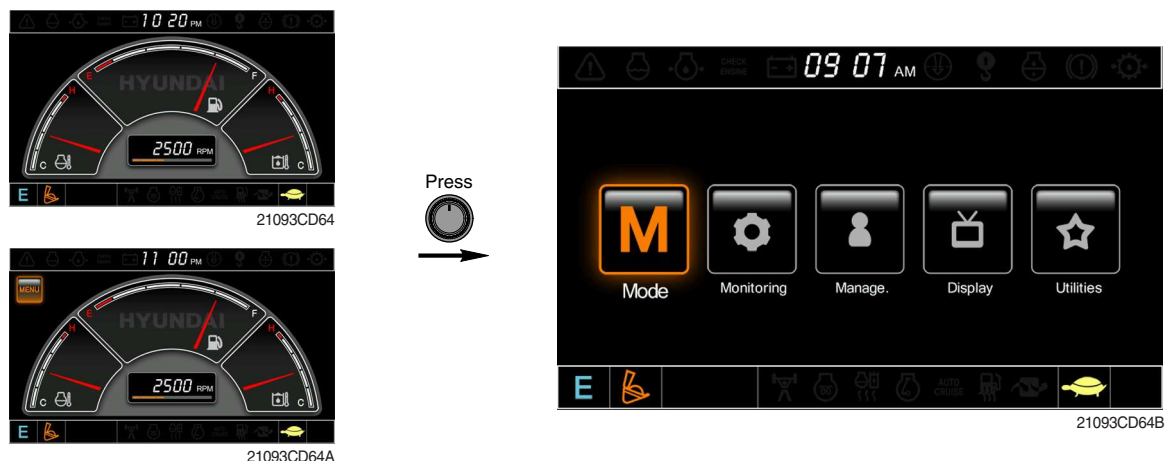 10 20 PM
E F
HYUNDAI
H H
2500 RPM
C C
E
21093CD64
11 00 PM
MENU
E F
HYUNDAI
H H
2500 RPM
C C
E
21093CD64A
Press
CHECK
ENGINE
09 07 AM
M
Mode
Monitoring
Manage.
Display
Utilities
E
AUTO
CRUISE
21093CD64B